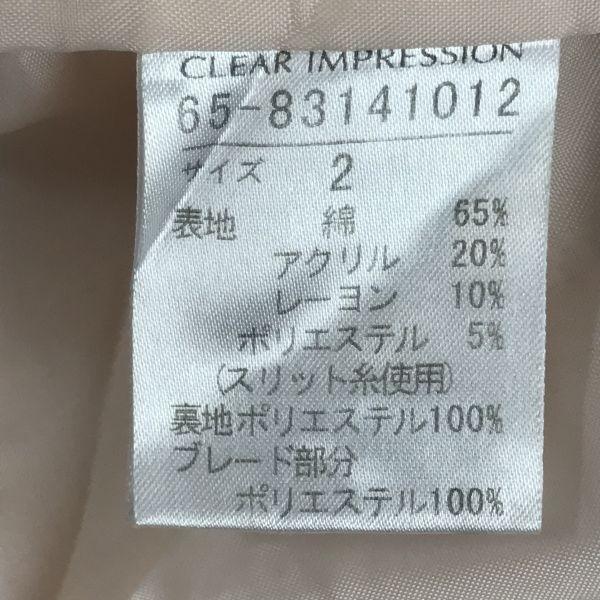 CLEAR IMPRESSION
65-83141012
サイズ 2
表地 綿 65%
アクリル 20%
レーヨン 10%
ポリエステル 5%
(スリット糸使用)
裏地ポリエステル100%
ブレード部分
ポリエステル100%